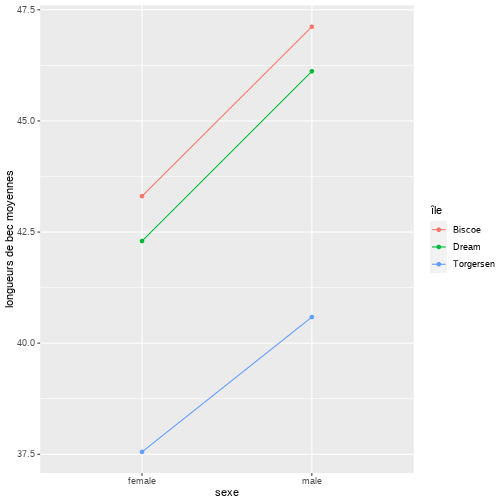 47.5
45.0
42.5
40.0
37.5
longueurs de bec moyennes
female
male
sexe
île
Biscoe
Dream
Torgersen